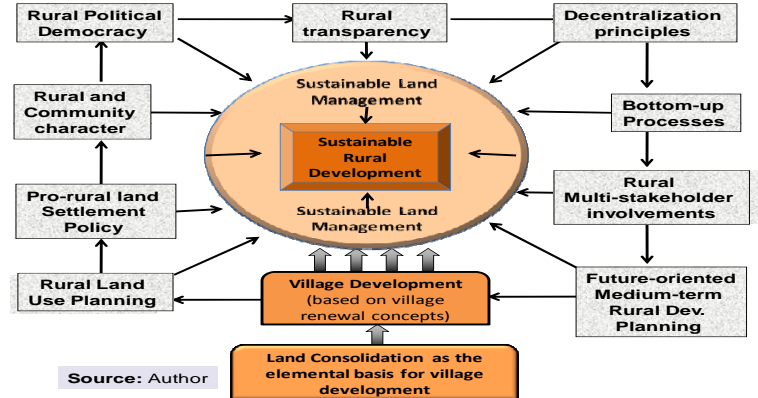 Rural Political
Democracy
Rural
transparency
Decentralization
principles
Rural and
Community
character
Sustainable Land
Management
Bottom-up
Processes
Sustainable
Rural
Development
Pro-rural land
Settlement
Policy
Sustainable Land
Management
Rural
Multi-stakeholder
involvements
Rural Land
Use Planning
Village Development
(based on village
renewal concepts)
Future-oriented
Medium-term
Rural Dev.
Planning
Land Consolidation as the
elemental basis for village
development
Source: Author